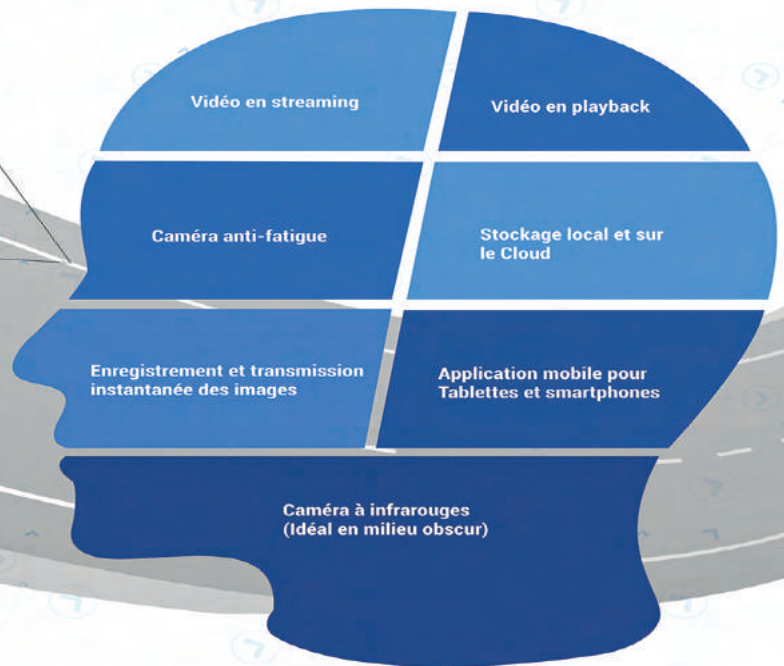 Vidéo en streaming
Vidéo en playback
Caméra anti-fatigue
Stockage local et sur
le Cloud
Enregistrement et transmission
instantanée des images
Application mobile pour
Tablettes et smartphones
Caméra à infrarouges
(Idéal en milieu obscur)